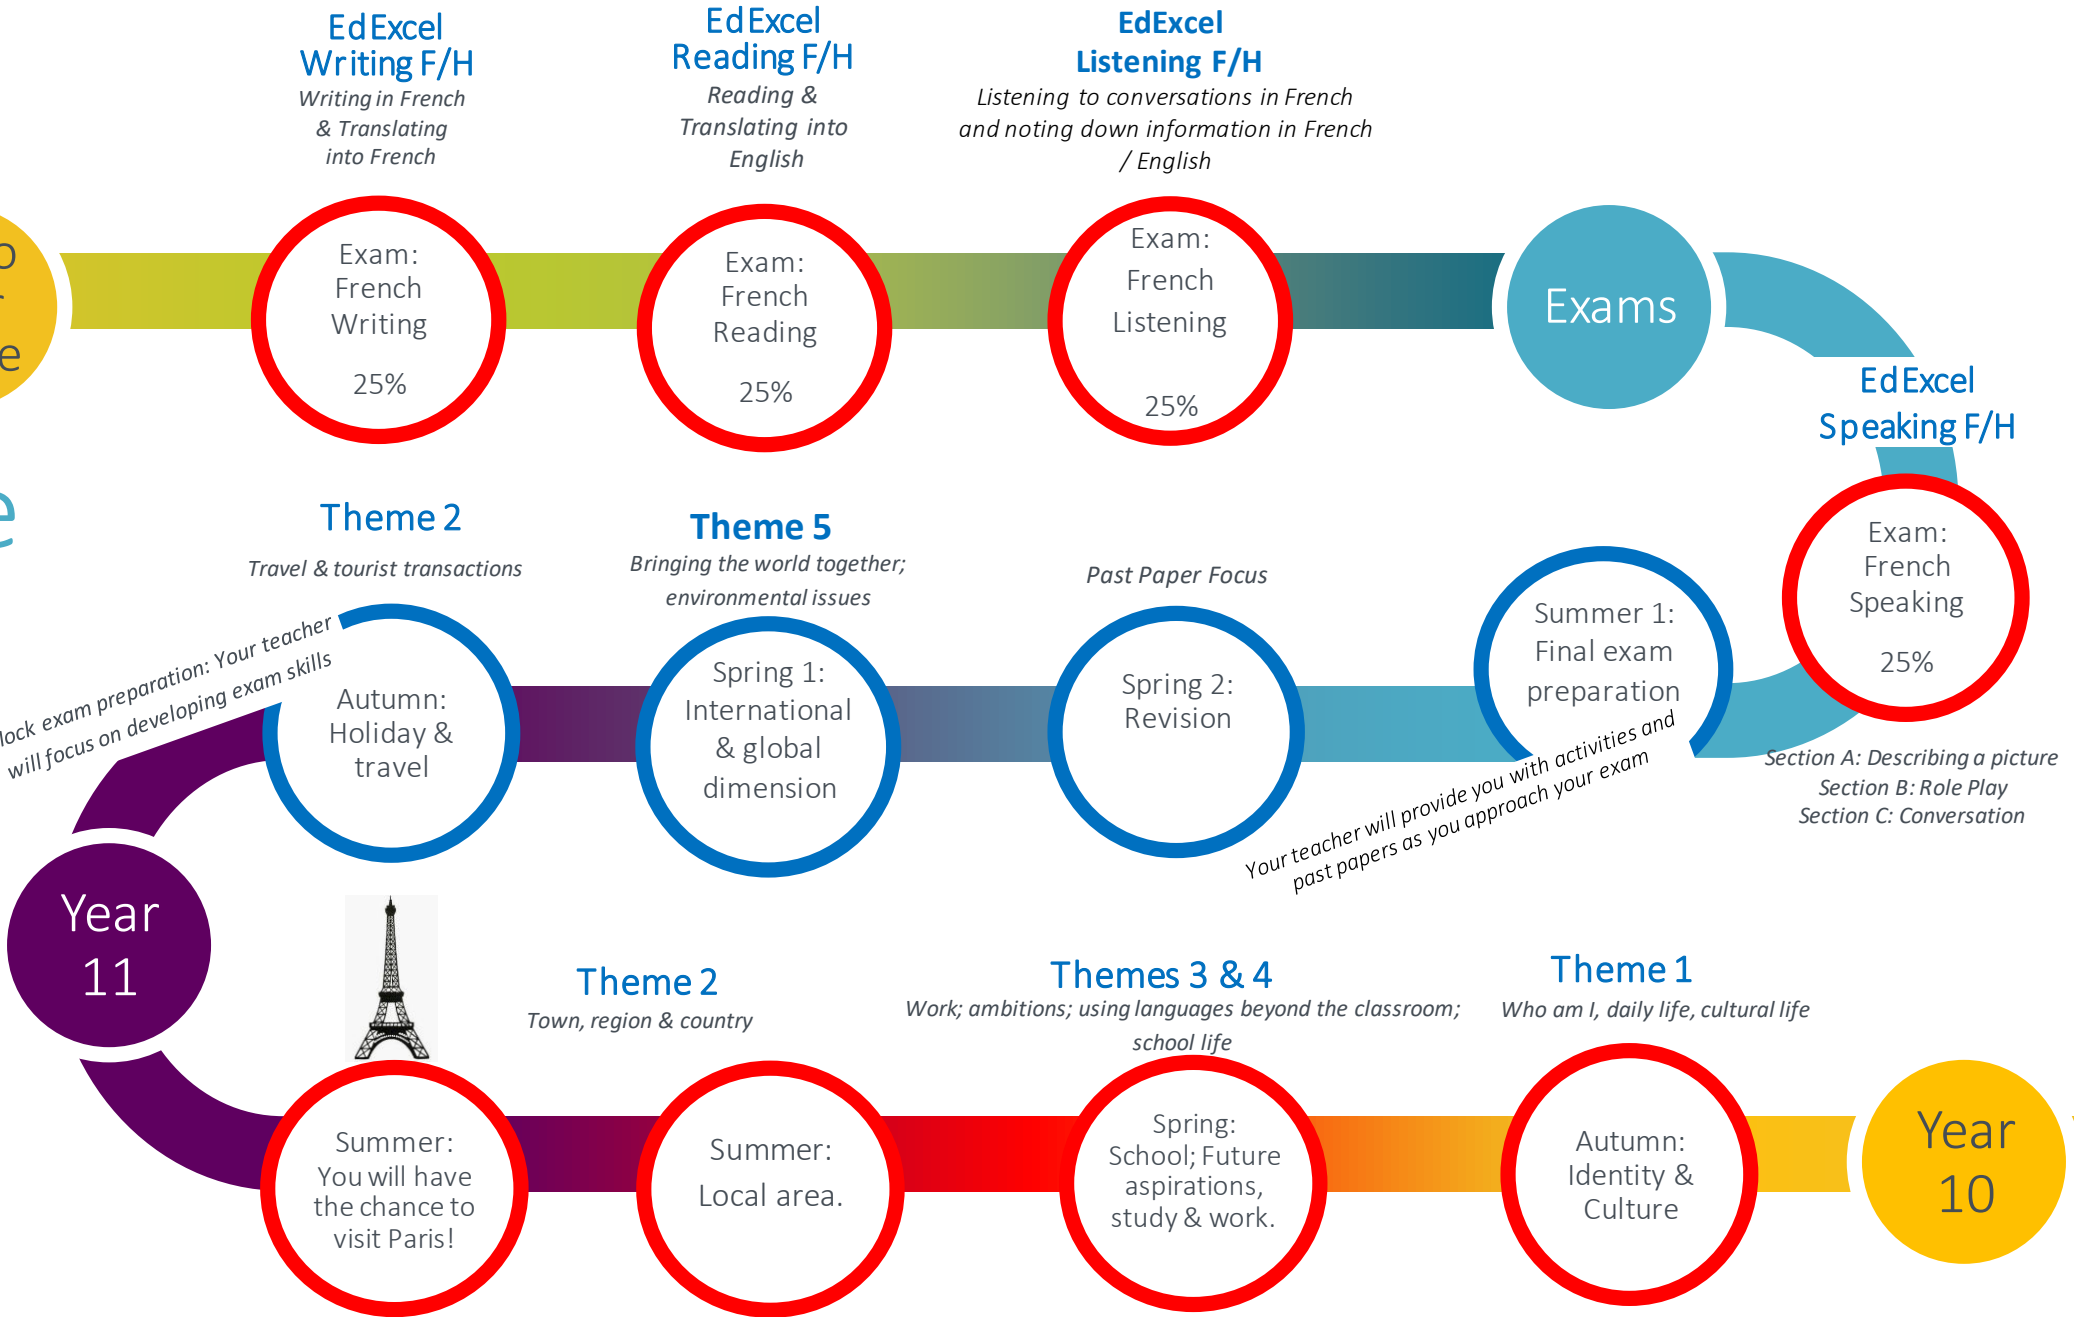 EdExcel
Writing F/H
Writing in French
& Translating
into French
EdExcel
Reading F/H
Reading &
Translating into
English
EdExcel
Listening F/H
Listening to conversations in French
and noting down information in French
/ English
Exam:
French
Writing
25%
Exam:
French
Reading
25%
Exam:
French
Listening
25%
Exams
EdExcel
Speaking F/H
Exam:
French
Speaking
25%
Section A: Describing a picture
Section B: Role Play
Section C: Conversation
Theme 2
Travel & tourist transactions
Theme 5
Bringing the world together;
environmental issues
Past Paper Focus
exam preparation: Your teacher
will focus on developing exam skills
Autumn:
Holiday &
travel
Spring 1:
International
& global
dimension
Spring 2:
Revision
Summer 1:
Final exam
preparation
Your teacher will provide you with activities and
past papers as you approach your exam
Year
11
Theme 2
Town, region & country
Themes 3 & 4
Work; ambitions; using languages beyond the classroom;
school life
Theme 1
Who am I, daily life, cultural life
Summer:
You will have
the chance to
visit Paris!
Summer:
Local area.
Spring:
School; Future
aspirations,
study & work.
Autumn:
Identity &
Culture
Year
10